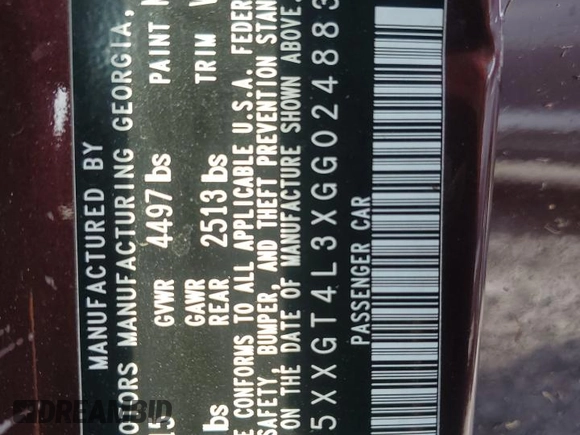 MANUFACTURED BY
OTORS MANUFACTURING GEORGIA,
GVWR PAINT
4497 lbs
GAWR TRIM
REAR
lbs 2513 lbs
E CONFORMS TO ALL APPLICABLE U.S.A. FEDER
SAFETY, BUMPER, AND THEFT PREVENTION STAN
ON THE DATE OF MANUFACTURE SHOWN ABOVE.
5XXGT4L3XGG024883
PASSENGER CAR
DREAMBID